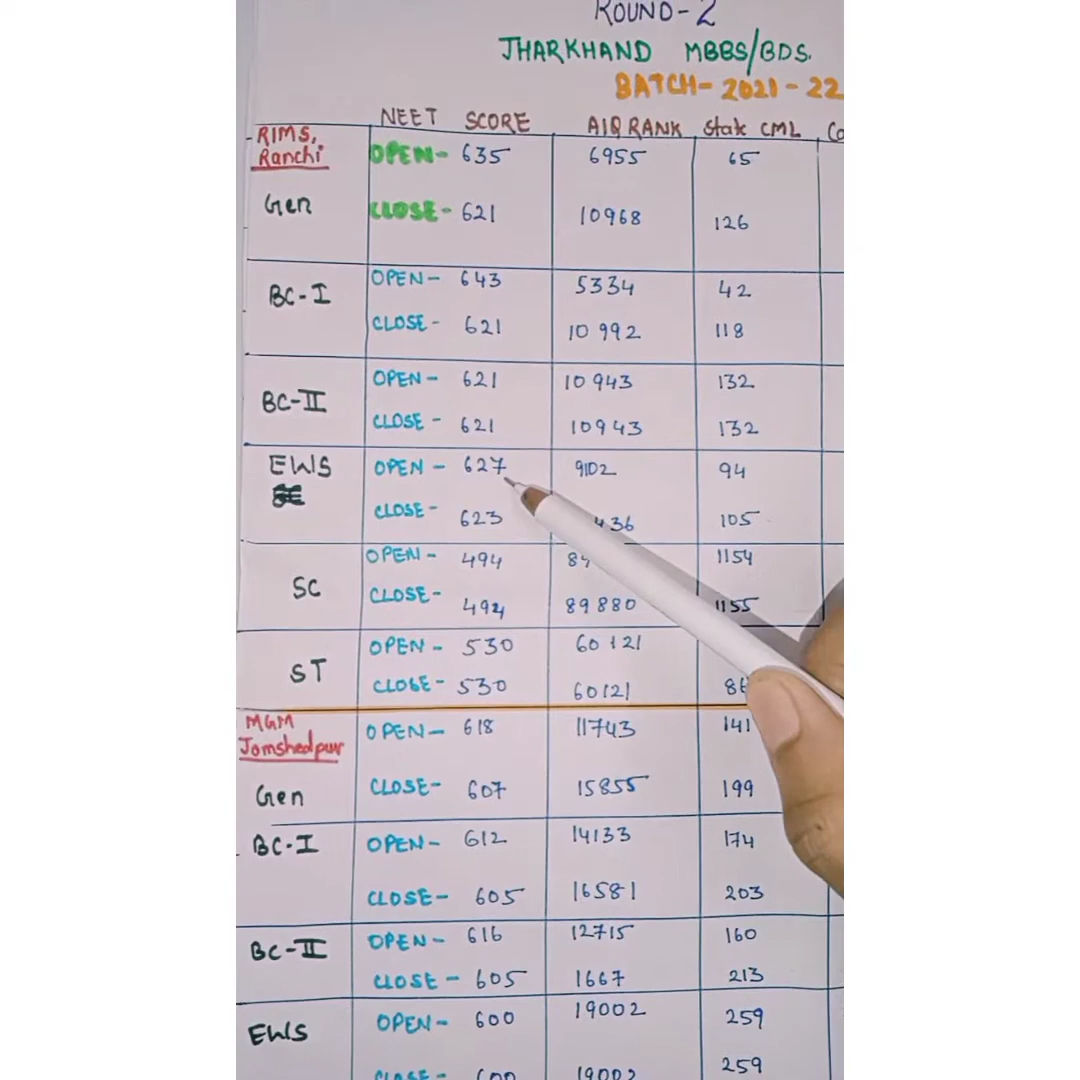 ROUND-2
JHARKHAND MBBS/BDS.
BATCH-2021-22
NEET SCORE AIQ RANK State CML
RIMS, Ranchi
Gen OPEN- 635 6955 65
CLOSE- 621 10968 126
BC-I OPEN- 643 5334 42
CLOSE- 621 10992 118
BC-II OPEN- 621 10943 132
CLOSE- 621 10943 132
EWS OPEN- 627 9102 94
CLOSE- 623 105
SC OPEN- 494 1154
CLOSE- 494 89880 1155
ST OPEN- 530 60121
CLOSE- 530 60121
MGM Jamshedpur
Gen OPEN- 618 11743 141
CLOSE- 607 15855 199
BC-I OPEN- 612 14133 174
CLOSE- 605 16581 203
BC-II OPEN- 616 12715 160
CLOSE- 605 1667 213
EWS OPEN- 600 19002 259
CLOSE- 600 19002 259